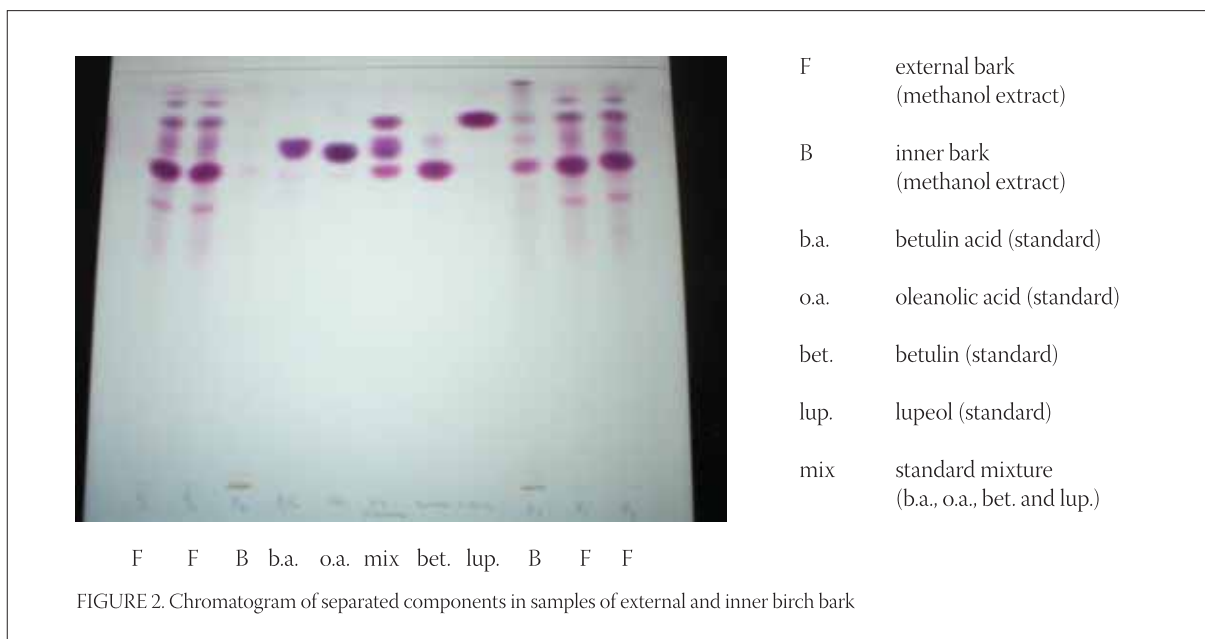 F external bark
(methanol extract)
B inner bark
(methanol extract)
b.a. betulin acid (standard)
o.a. oleanolic acid (standard)
bet. betulin (standard)
lup. lupeol (standard)
mix standard mixture
(b.a., o.a., bet. and lup.)
F F B b.a. o.a. mix bet. lup. B F F
FIGURE 2. Chromatogram of separated components in samples of external and inner birch bark